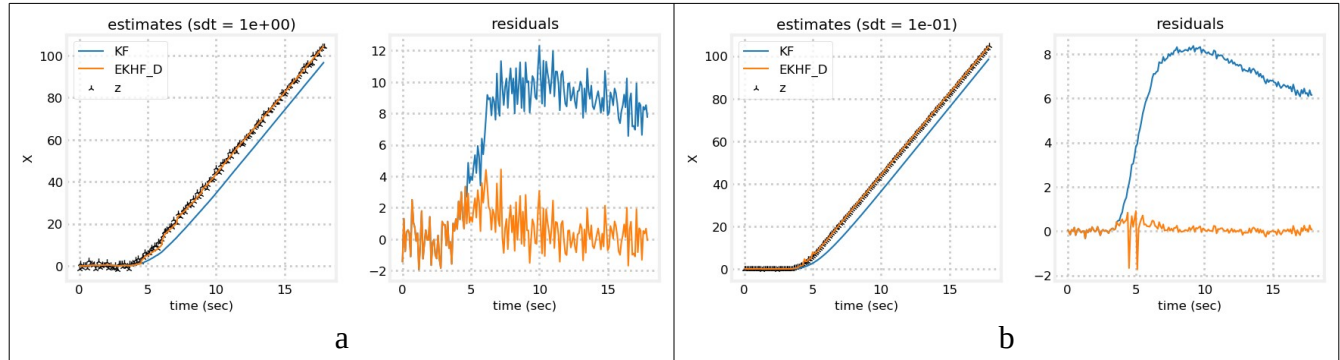 estimates (sdt = 1e+00)
KF
EKHF_D
z
X
100
80
60
40
20
0
0
5
10
15
time (sec)
residuals
12
10
8
6
4
2
0
−2
0
5
10
15
time (sec)
a
estimates (sdt = 1e-01)
KF
EKHF_D
z
X
100
80
60
40
20
0
0
5
10
15
time (sec)
residuals
8
6
4
2
0
−2
0
5
10
15
time (sec)
b